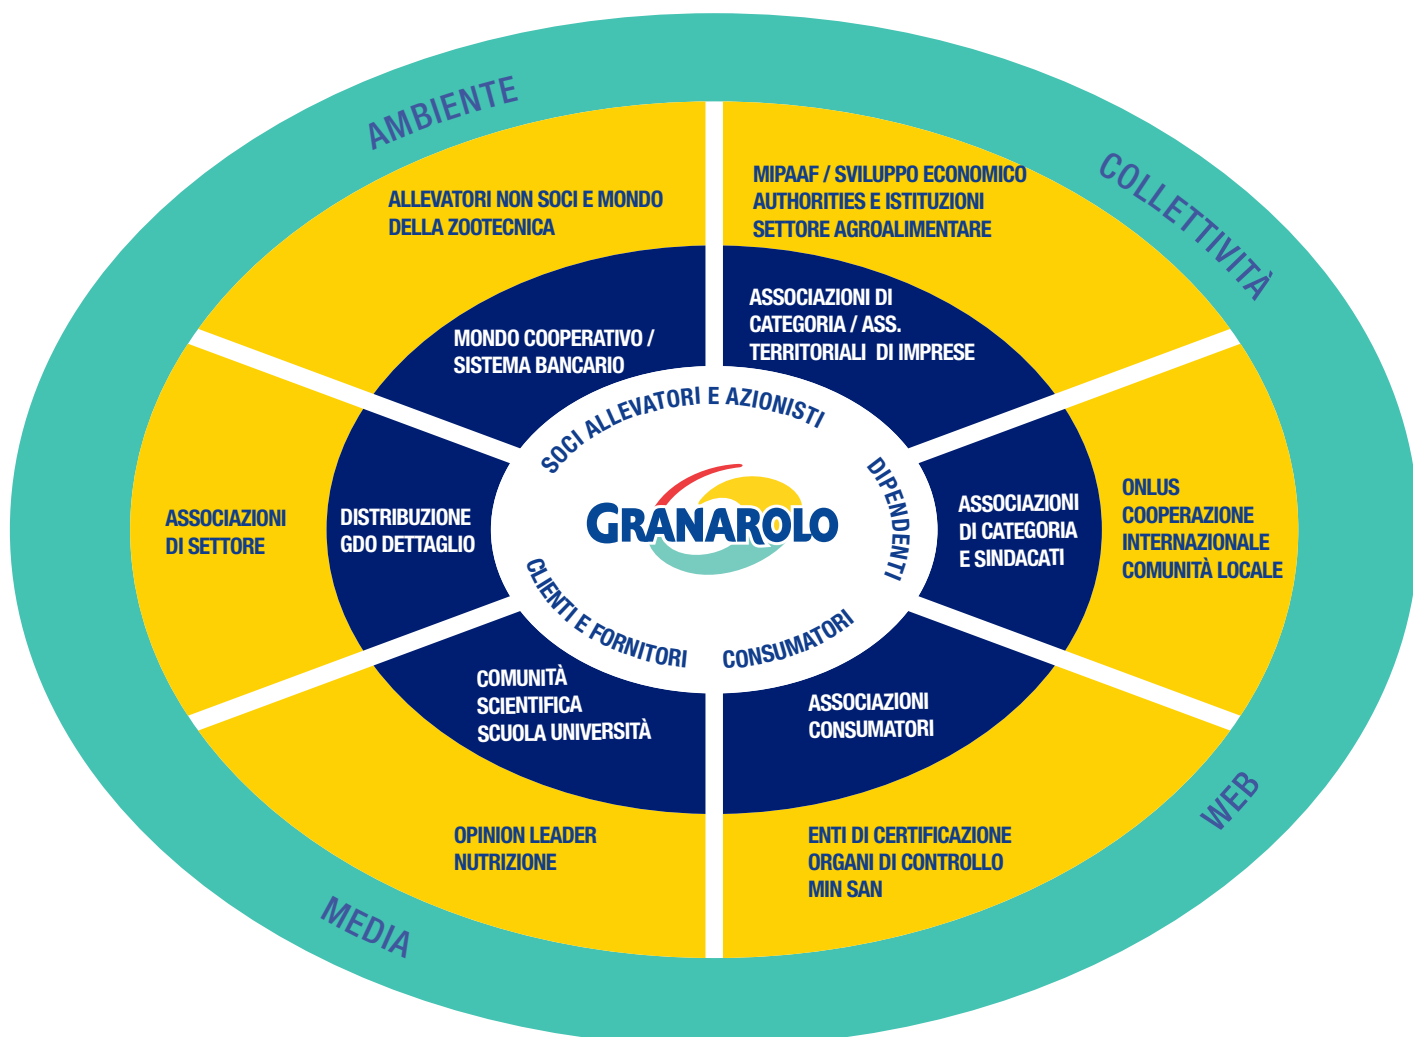 AMBIENTE
COLLETTIVITÀ
ALLEVATORI NON SOCI E MONDO
DELLA ZOOTECNICA
MIPAAF / SVILUPPO ECONOMICO
AUTHORITIES E ISTITUZIONI
SETTORE AGROALIMENTARE
MONDO COOPERATIVO /
SISTEMA BANCARIO
ASSOCIAZIONI DI
CATEGORIA / ASS.
TERRITORIALI DI IMPRESE
SOCI ALLEVATORI E AZIONISTI
DIPENDENTI
ASSOCIAZIONI
DI SETTORE
DISTRIBUZIONE
GDO DETTAGLIO
GRANAROLO
ASSOCIAZIONI
DI CATEGORIA
E SINDACATI
ONLUS
COOPERAZIONE
INTERNAZIONALE
COMUNITÀ LOCALE
CLIENTI E FORNITORI
CONSUMATORI
COMUNITÀ
SCIENTIFICA
SCUOLA UNIVERSITÀ
ASSOCIAZIONI
CONSUMATORI
OPINION LEADER
NUTRIZIONE
ENTI DI CERTIFICAZIONE
ORGANI DI CONTROLLO
MIN SAN
MEDIA
WEB